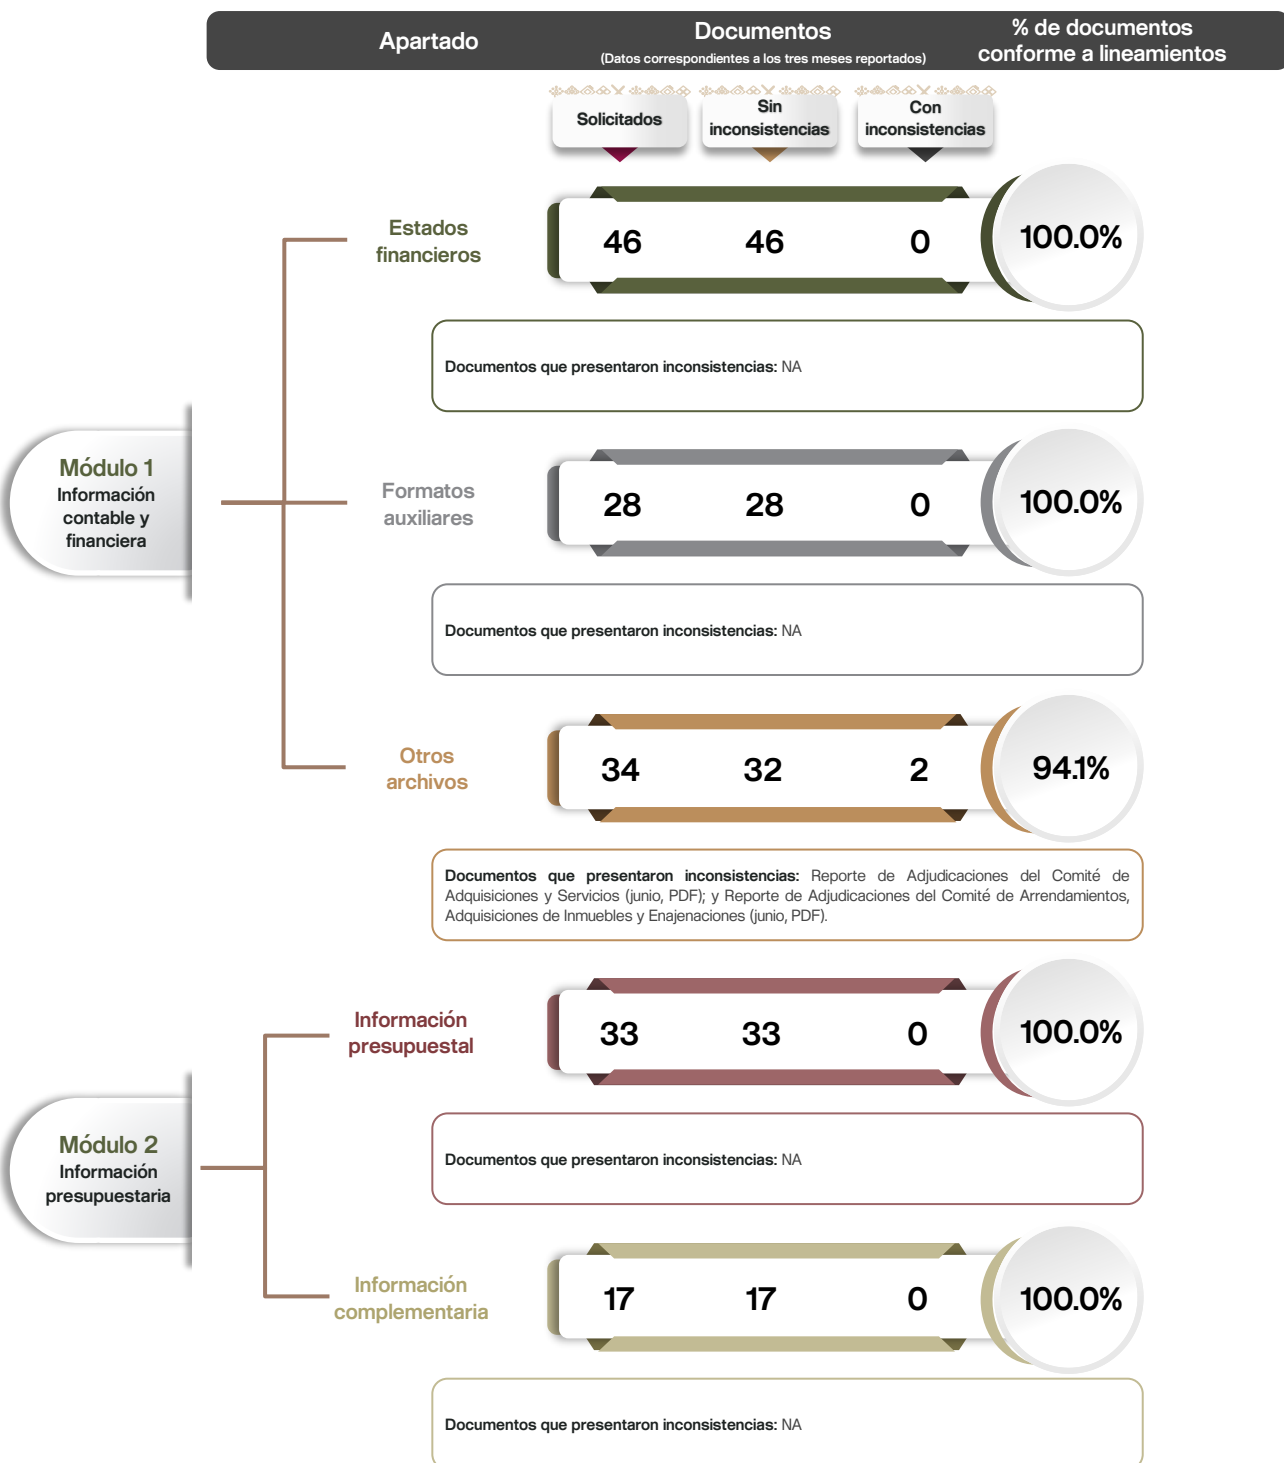 Apartado
Documentos
(Datos correspondientes a los tres meses reportados)
% de documentos
conforme a lineamientos
Solicitados
Sin
inconsistencias
Con
inconsistencias
Módulo 1
Información
contable y
financiera
Estados
financieros
46 46 0 100.0%
Documentos que presentaron inconsistencias: NA
Formatos
auxiliares
28 28 0 100.0%
Documentos que presentaron inconsistencias: NA
Otros
archivos
34 32 2 94.1%
Documentos que presentaron inconsistencias: Reporte de Adjudicaciones del Comité de
Adquisiciones y Servicios (junio, PDF); y Reporte de Adjudicaciones del Comité de Arrendamientos,
Adquisiciones de Inmuebles y Enajenaciones (junio, PDF).
Módulo 2
Información
presupuestaria
Información
presupuestal
33 33 0 100.0%
Documentos que presentaron inconsistencias: NA
Información
complementaria
17 17 0 100.0%
Documentos que presentaron inconsistencias: NA